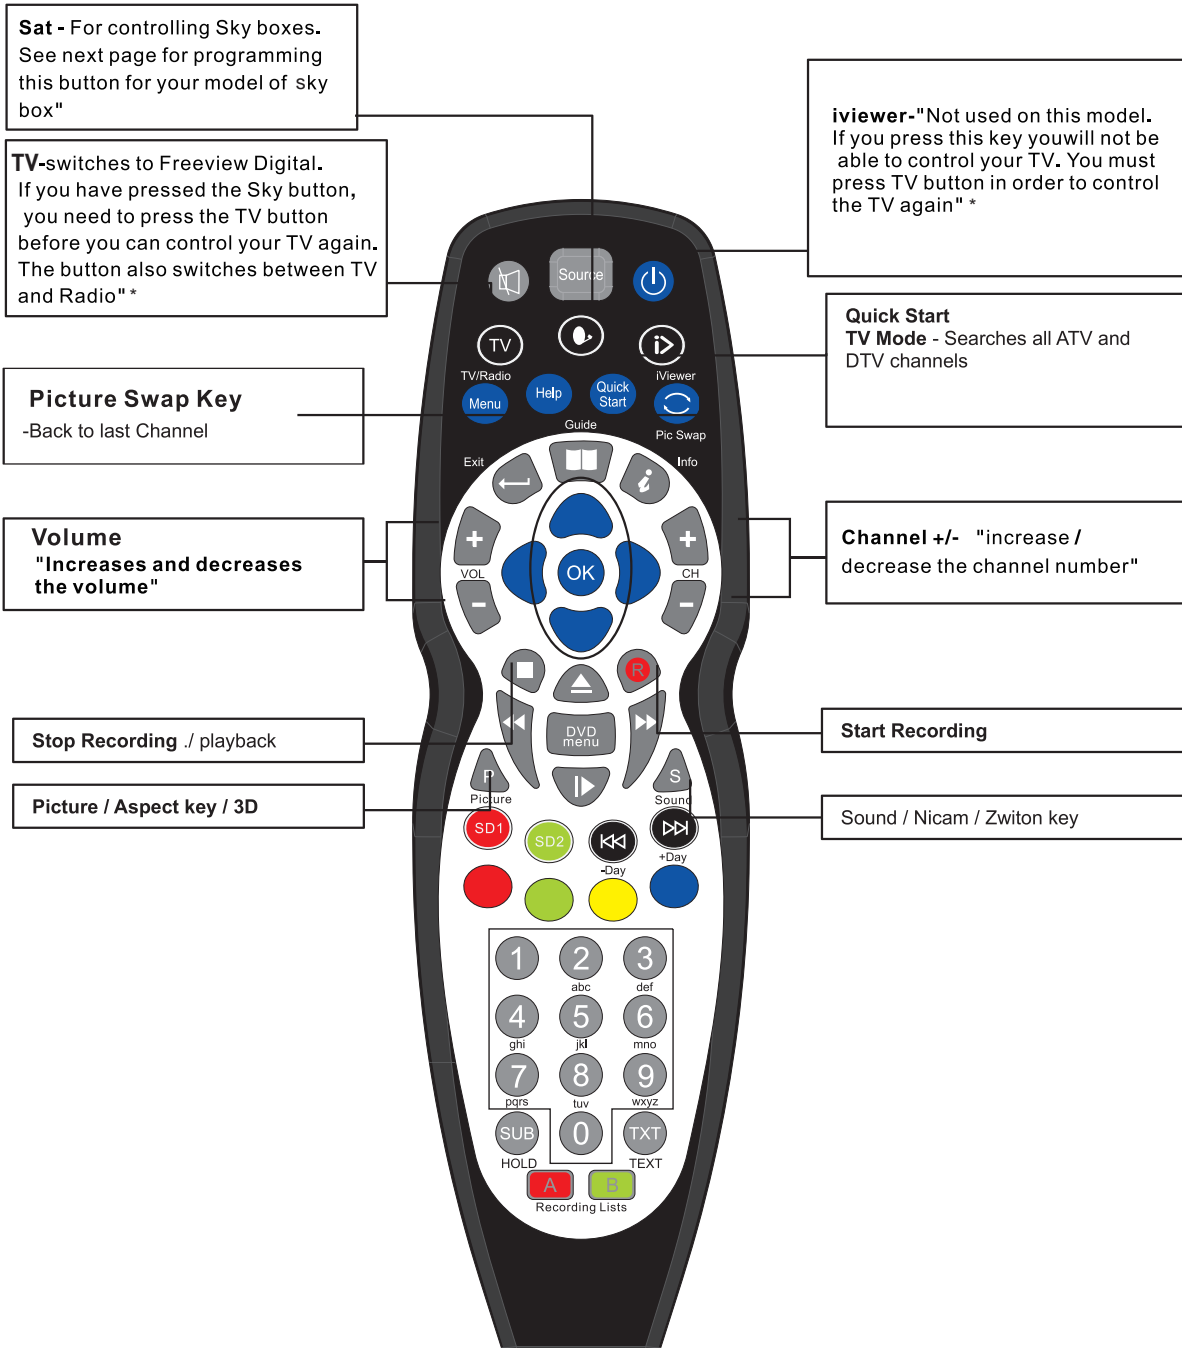 Sat - For controlling Sky boxes.
See next page for programming
this button for your model of sky
box"
TV-switches to Freeview Digital.
If you have pressed the Sky button,
you need to press the TV button
before you can control your TV again.
The button also switches between TV
and Radio" *
Picture Swap Key
-Back to last Channel
Volume
"Increases and decreases
the volume"
Stop Recording ./ playback
Picture / Aspect key / 3D
iviewer-"Not used on this model.
If you press this key youwill not be
able to control your TV. You must
press TV button in order to control
the TV again" *
Quick Start
TV Mode - Searches all ATV and
DTV channels
Channel +/- "increase /
decrease the channel number"
Start Recording
Sound / Nicam / Zwiton key
Source
TV
i
TV/Radio
iViewer
Menu
Help
Quick
Start
Guide
Pic Swap
Exit
Info
i
+
+
VOL
OK
CH
-
-
R
DVD
menu
P
S
Picture
Sound
SD1
SD2
+Day
-Day
1
2
3
abc
def
4
5
6
ghi
jkl
mno
7
8
9
pqrs
tuv
wxyz
SUB
0
TXT
HOLD
TEXT
A
B
Recording Lists